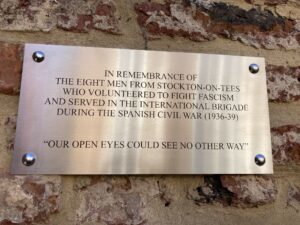 IN REMEMBRANCE OF
THE EIGHT MEN FROM STOCKTON-ON-TEES
WHO VOLUNTEERED TO FIGHT FASCISM
AND SERVED IN THE INTERNATIONAL BRIGADE
DURING THE SPANISH CIVIL WAR (1936-39)
“OUR OPEN EYES COULD SEE NO OTHER WAY”